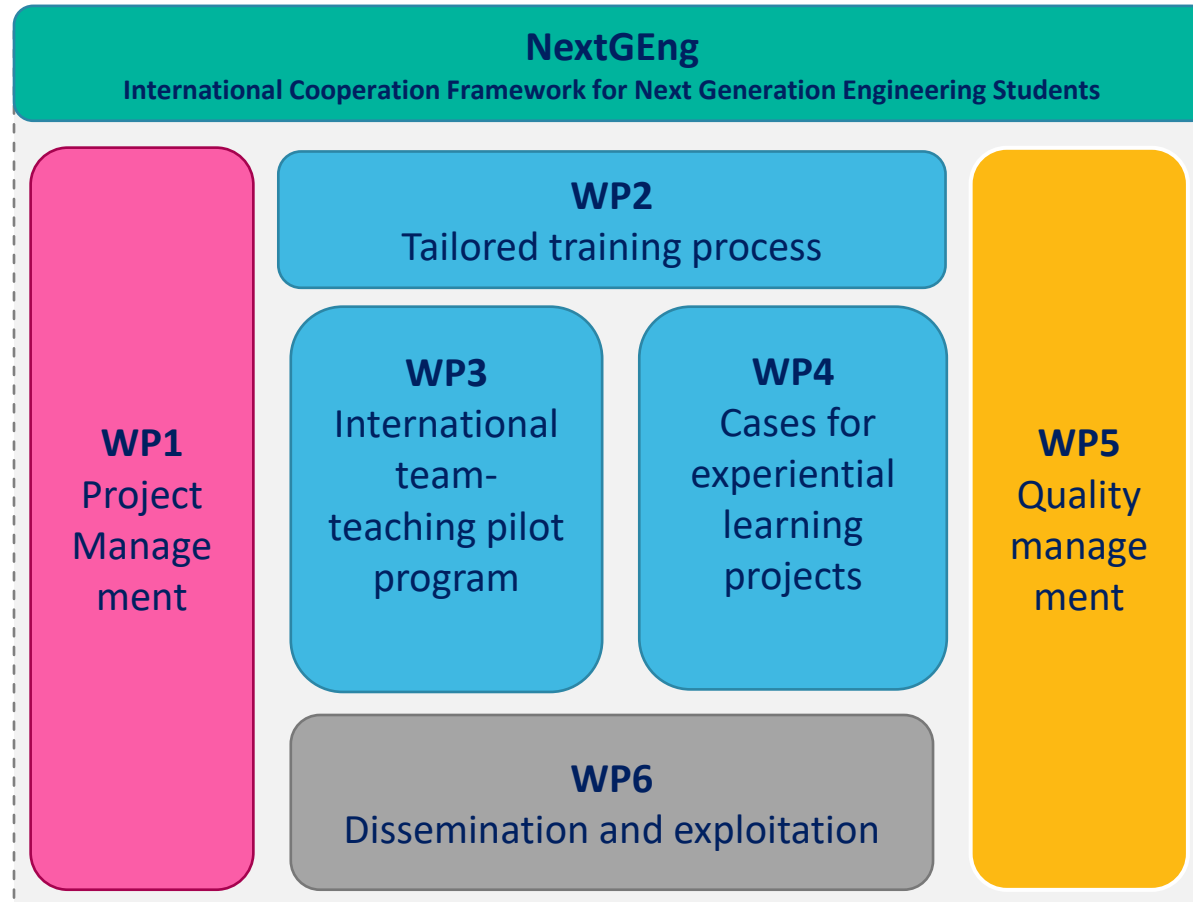 NextGEng
International Cooperation Framework for Next Generation Engineering Students
WP1
Project
Manage
ment
WP2
Tailored training process
WP3
International
team-
teaching pilot
program
WP4
Cases for
experiential
learning
projects
WP5
Quality
manage
ment
WP6
Dissemination and exploitation